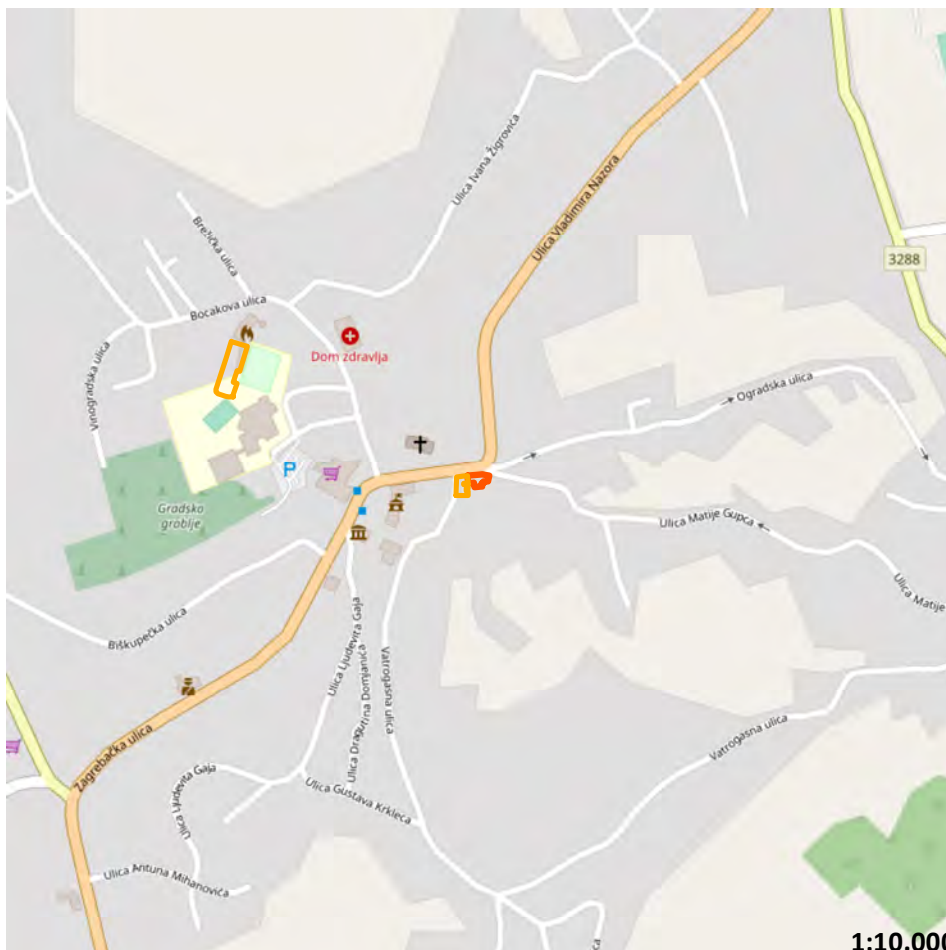 Ulica Ivana Žigrovića
Ulica Vladimira Nazora
Brežička ulica
3288
Bocakova ulica
Dom zdravlja
Vinogradska ulica
Ogradska ulica
P
Gradsko
groblje
Ulica Matije Gupca
Ulica Matije
Biškupečka ulica
Ulica Ljudevita Gaja
Ulica Dragutina Domjanića
Vatrogasna ulica
Vatrogasna ulica
Zagrebačka ulica
Ulica Ljudevita Gaja
Ulica Gustava Krkleca
Ulica Antuna Mihanovića
1:10.000